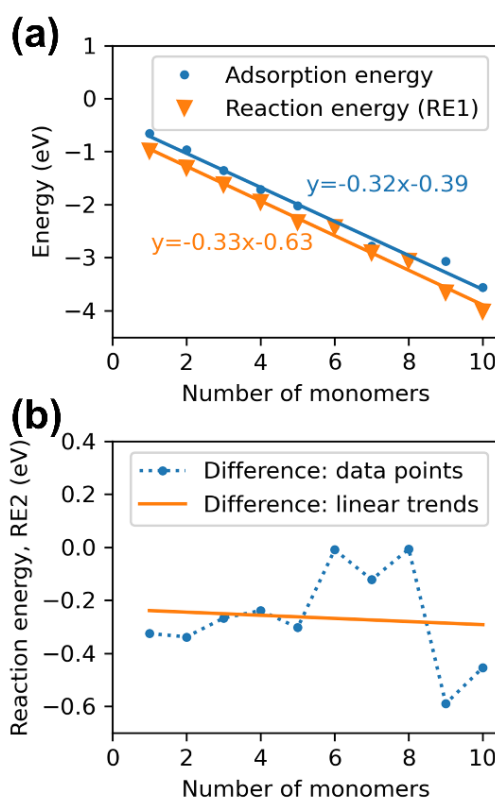 (a)
1
0
−1
−2
−3
−4
Energy (eV)
Adsorption energy
Reaction energy (RE1)
y=-0.32x-0.39
y=-0.33x-0.63
0 2 4 6 8 10
Number of monomers
(b)
0.4
0.2
0.0
−0.2
−0.4
−0.6
Reaction energy, RE2 (eV)
Difference: data points
Difference: linear trends
0 2 4 6 8 10
Number of monomers